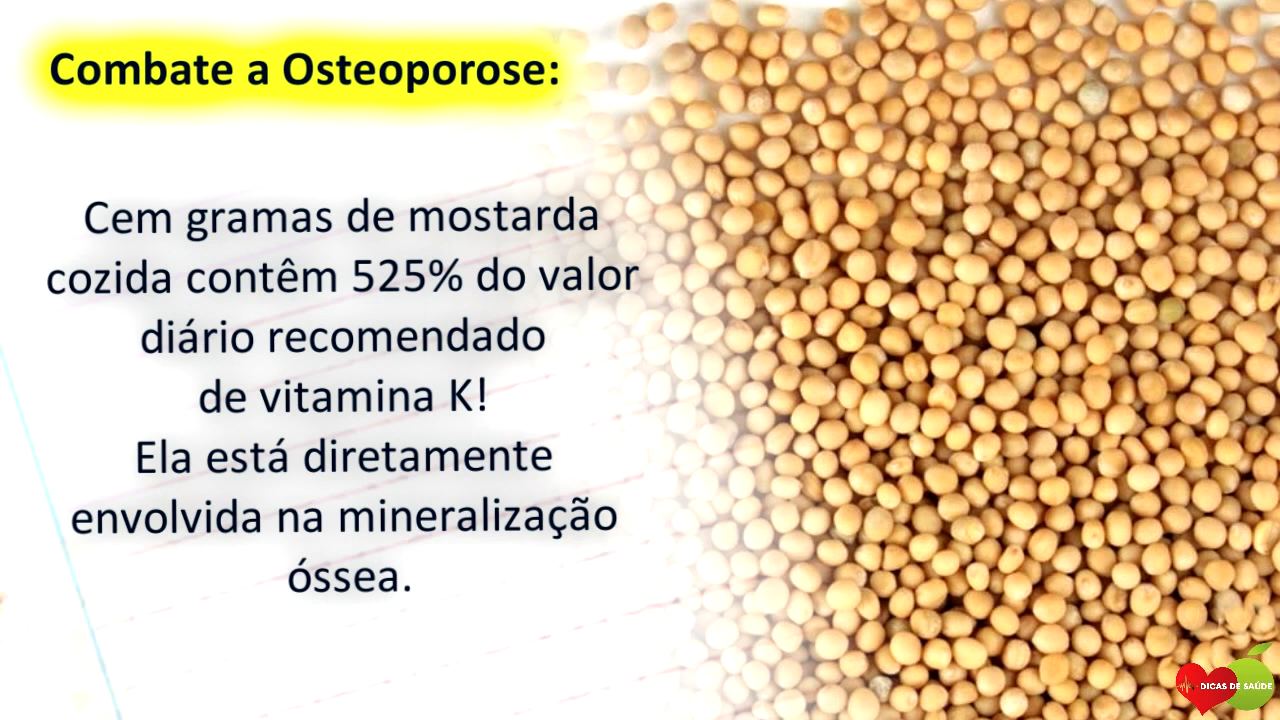 Combate a Osteoporose:
Cem gramas de mostarda
cozida contêm 525% do valor
diário recomendado
de vitamina K!
Ela está diretamente
envolvida na mineralização
óssea.
DICAS DE SAÚDE